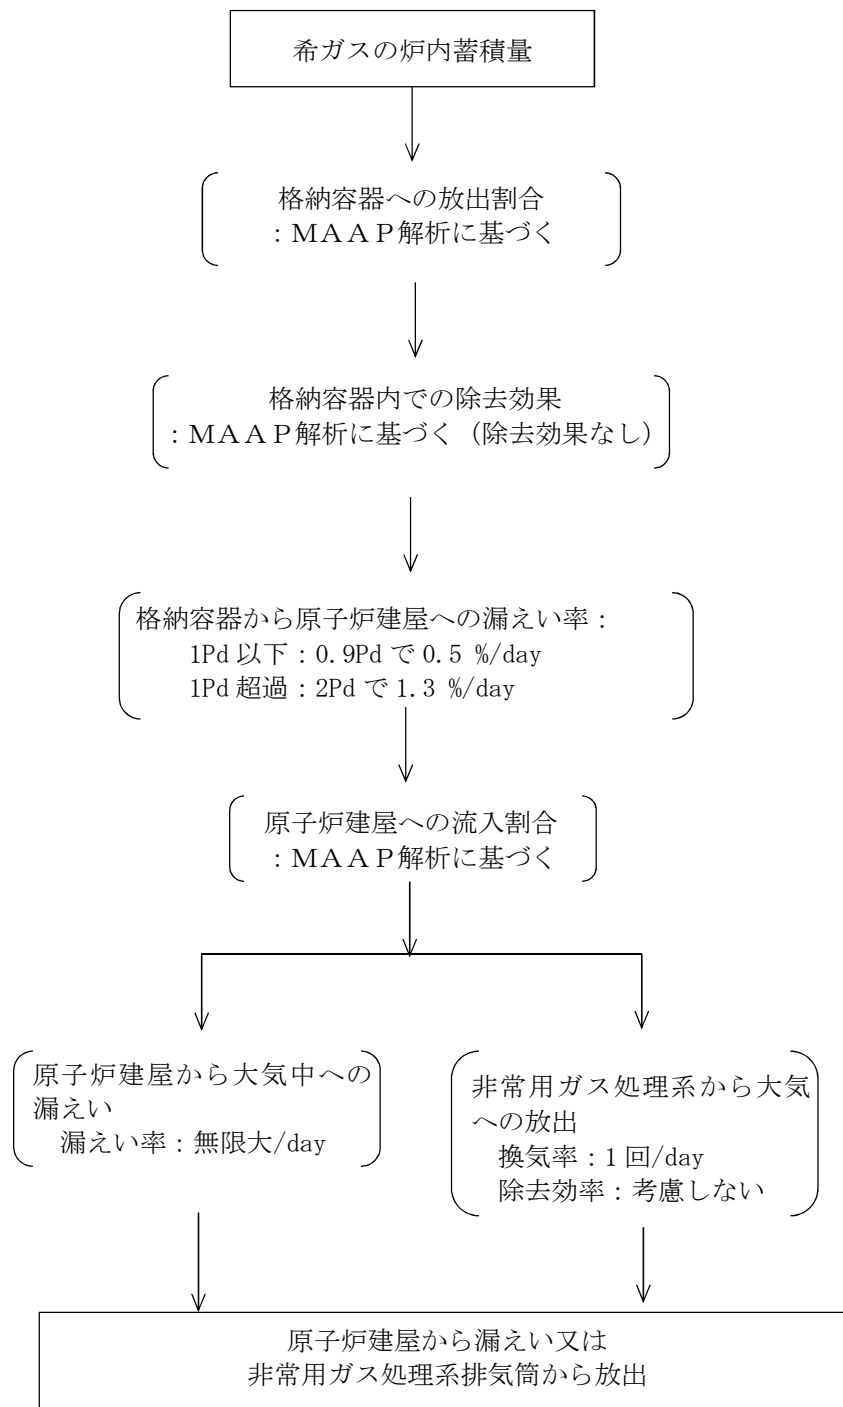 希ガスの炉内蓄積量
格納容器への放出割合
：ＭＡＡＰ解析に基づく
格納容器内での除去効果
：ＭＡＡＰ解析に基づく（除去効果なし）
格納容器から原子炉建屋への漏えい率：
1Pd 以下：0.9Pd で 0.5 %/day
1Pd 超過：2Pd で 1.3 %/day
原子炉建屋への流入割合
：ＭＡＡＰ解析に基づく
原子炉建屋から大気中への
漏えい
漏えい率：無限大/day
非常用ガス処理系から大気
への放出
換気率：1 回/day
除去効率：考慮しない
原子炉建屋から漏えい又は
非常用ガス処理系排気筒から放出